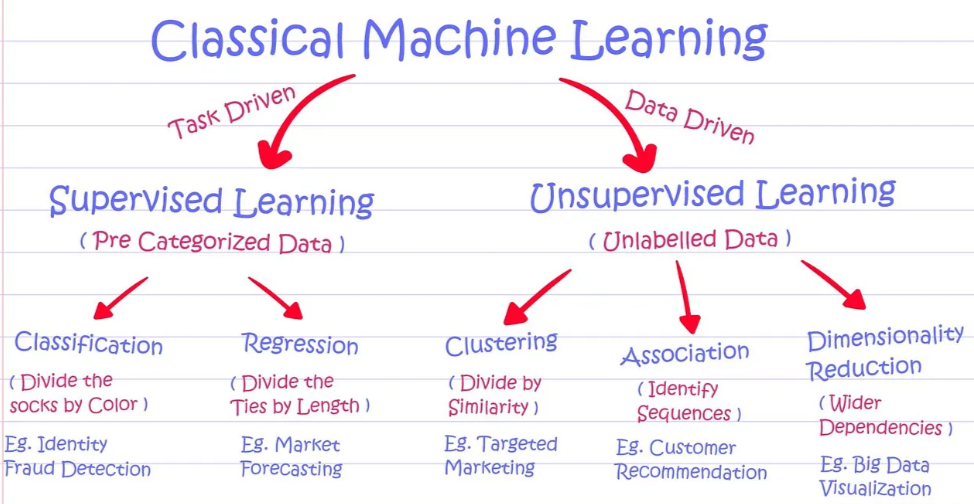 Classical Machine Learning
Task Driven
Data Driven
Supervised Learning
( Pre Categorized Data )
Unsupervised Learning
( Unlabelled Data )
Classification
( Divide the
socks by Color )
Eg. Identity
Fraud Detection
Regression
( Divide the
Ties by Length )
Eg. Market
Forecasting
Clustering
( Divide by
Similarity )
Eg. Targeted
Marketing
Association
( Identify
Sequences )
Eg. Customer
Recommendation
Dimensionality
Reduction
( Wider
Dependencies )
Eg. Big Data
Visualization